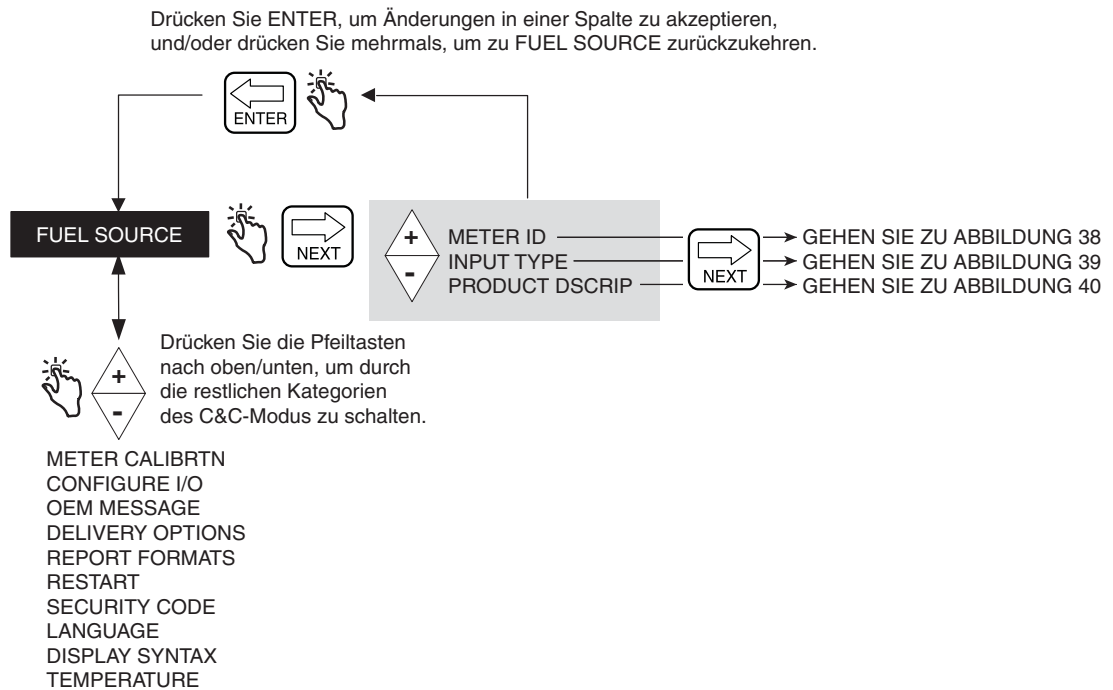 Drücken Sie ENTER, um Änderungen in einer Spalte zu akzeptieren,
und/oder drücken Sie mehrmals, um zu FUEL SOURCE zurückzukehren.
ENTER
FUEL SOURCE
NEXT
+
-
METER ID
INPUT TYPE
PRODUCT DSCRIP
NEXT
GEHEN SIE ZU ABBILDUNG 38
GEHEN SIE ZU ABBILDUNG 39
GEHEN SIE ZU ABBILDUNG 40
+
-
Drücken Sie die Pfeiltasten
nach oben/unten, um durch
die restlichen Kategorien
des C&C-Modus zu schalten.
METER CALIBRTN
CONFIGURE I/O
OEM MESSAGE
DELIVERY OPTIONS
REPORT FORMATS
RESTART
SECURITY CODE
LANGUAGE
DISPLAY SYNTAX
TEMPERATURE